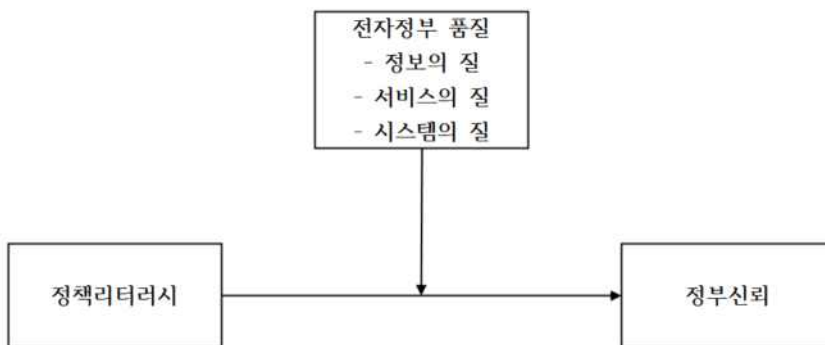 전자정부 품질
- 정보의 질
- 서비스의 질
- 시스템의 질
정책리터러시
정부신뢰